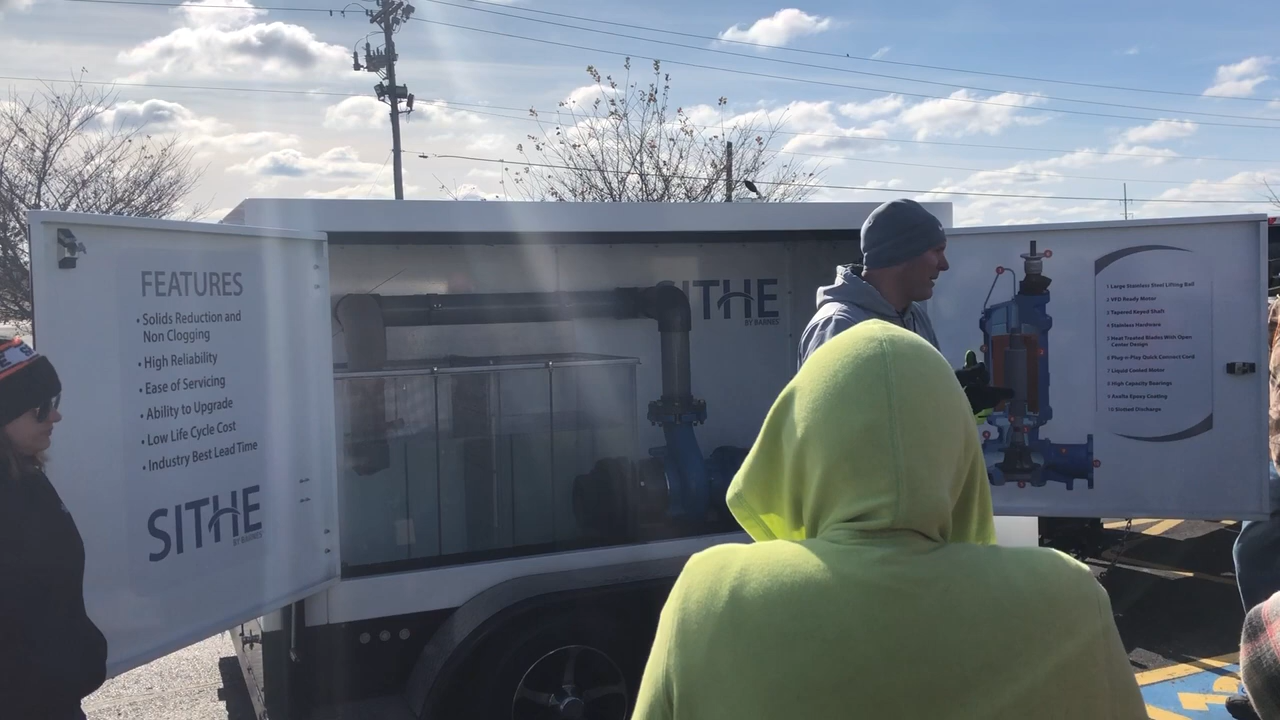 FEATURES
• Solids Reduction and
Non Clogging
• High Reliability
• Ease of Servicing
• Ability to Upgrade
• Low Life Cycle Cost
• Industry Best Lead Time
SITHE
BY BARNES
SITHE
BY BARNES
1 Large Stainless Steel Lifting Bail
2 VFD Ready Motor
3 Tapered Keyed Shaft
4 Stainless Hardware
5 Heat Treated Blades With Open
Center Design
6 Plug-n-Play Quick Connect Cord
7 Liquid Cooled Motor
8 High Capacity Bearings
9 Axalta Epoxy Coating
10 Slotted Discharge